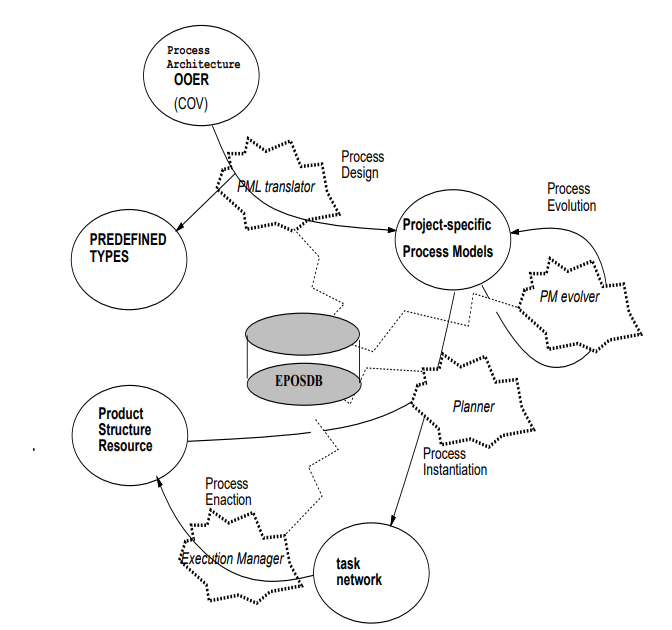 Process
Architecture
OOER
(COV)
Process
Design
PML translator
Process
Evolution
PREDEFINED
TYPES
Project-specific
Process Models
PM evolver
EPOSDB
Product
Structure
Resource
Planner
Process
Instantiation
Process
Enaction
Execution Manager
task
network